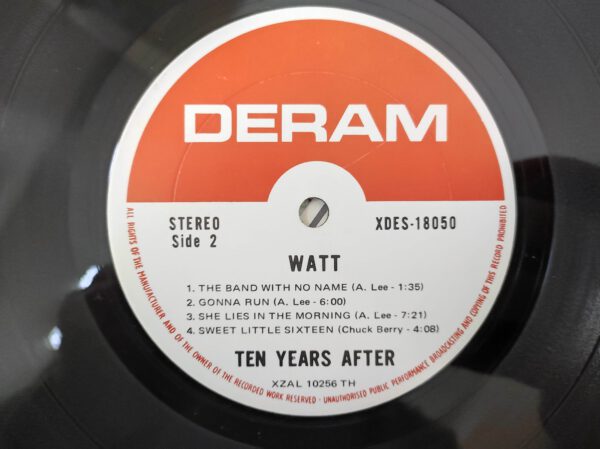 DERAM
STEREO
Side 2
XDES-18050
WATT
1. THE BAND WITH NO NAME (A. Lee - 1:35)
2. GONNA RUN (A. Lee - 6:00)
3. SHE LIES IN THE MORNING (A. Lee - 7:21)
4. SWEET LITTLE SIXTEEN (Chuck Berry - 4:08)
TEN YEARS AFTER
XZAL 10256 TH
ALL RIGHTS OF THE MANUFACTURER AND OF THE OWNER OF THE RECORDED WORK RESERVED · UNAUTHORISED PUBLIC PERFORMANCE BROADCASTING AND COPYING OF THIS RECORD PROHIBITED